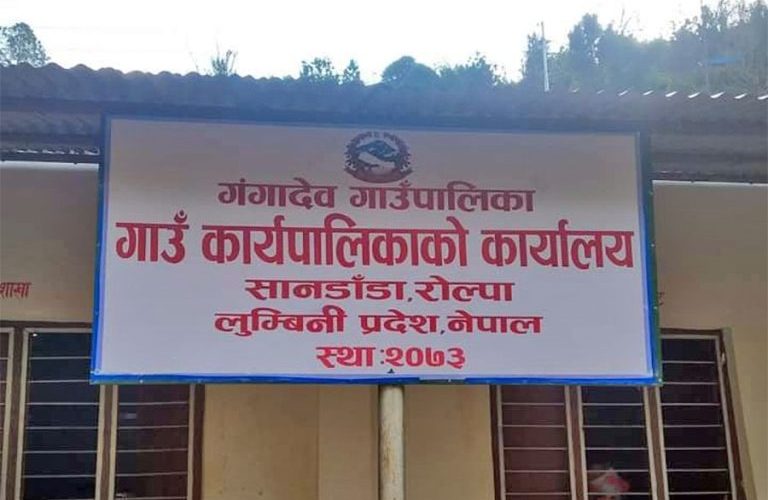 गंगादेव गाउँपालिका
गाउँ कार्यपालिकाको कार्यालय
सानडाँडा, रोल्पा
लुम्बिनी प्रदेश, नेपाल
स्था :२०७३
शाखा